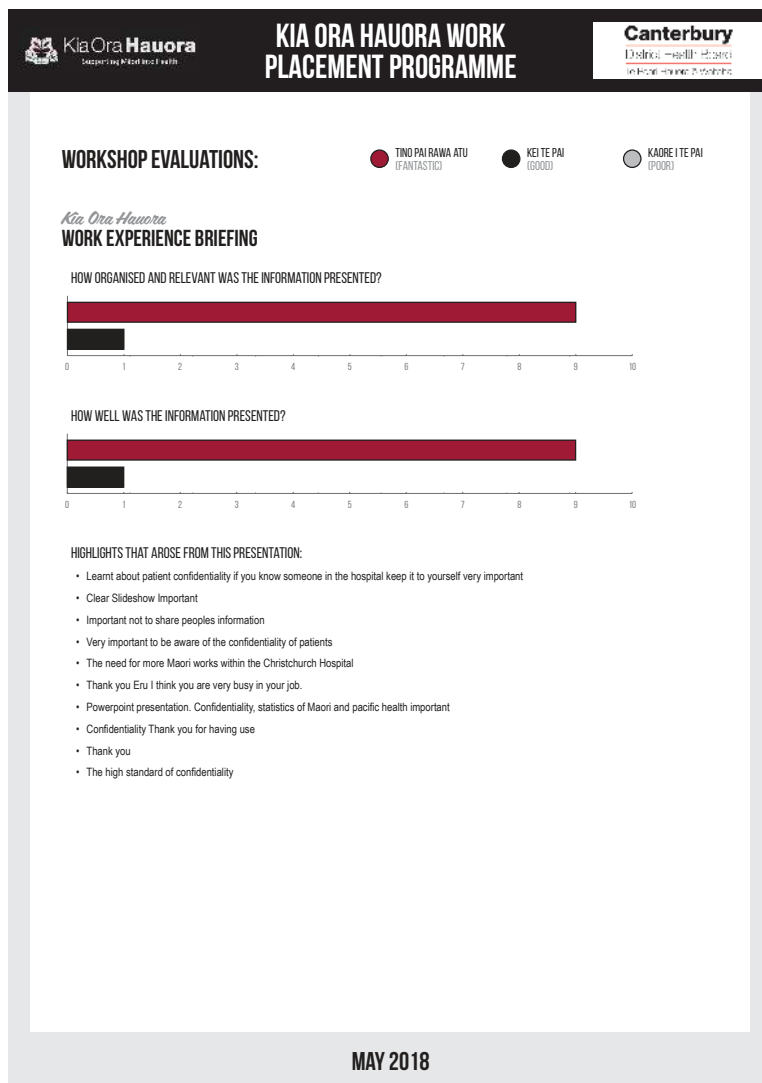 KiaOra Hauora
Supporting Māori into Health
KIA ORA HAUORA WORK
PLACEMENT PROGRAMME
Canterbury
District Health Board
WORKSHOP EVALUATIONS:
TINO PAI RAWA ATU
(FANTASTIC)
KEI TE PAI
(GOOD)
KAORE I TE PAI
(POOR)
Kia Ora Hauora
WORK EXPERIENCE BRIEFING
HOW ORGANISED AND RELEVANT WAS THE INFORMATION PRESENTED?
0 1 2 3 4 5 6 7 8 9 10
HOW WELL WAS THE INFORMATION PRESENTED?
0 1 2 3 4 5 6 7 8 9 10
HIGHLIGHTS THAT AROSE FROM THIS PRESENTATION:
• Learnt about patient confidentiality if you know someone in the hospital keep it to yourself very important
• Clear Slideshow Important
• Important not to share peoples information
• Very important to be aware of the confidentiality of patients
• The need for more Maori works within the Christchurch Hospital
• Thank you Eru I think you are very busy in your job.
• Powerpoint presentation. Confidentiality, statistics of Maori and pacific health important
• Confidentiality Thank you for having use
• Thank you
• The high standard of confidentiality
MAY 2018